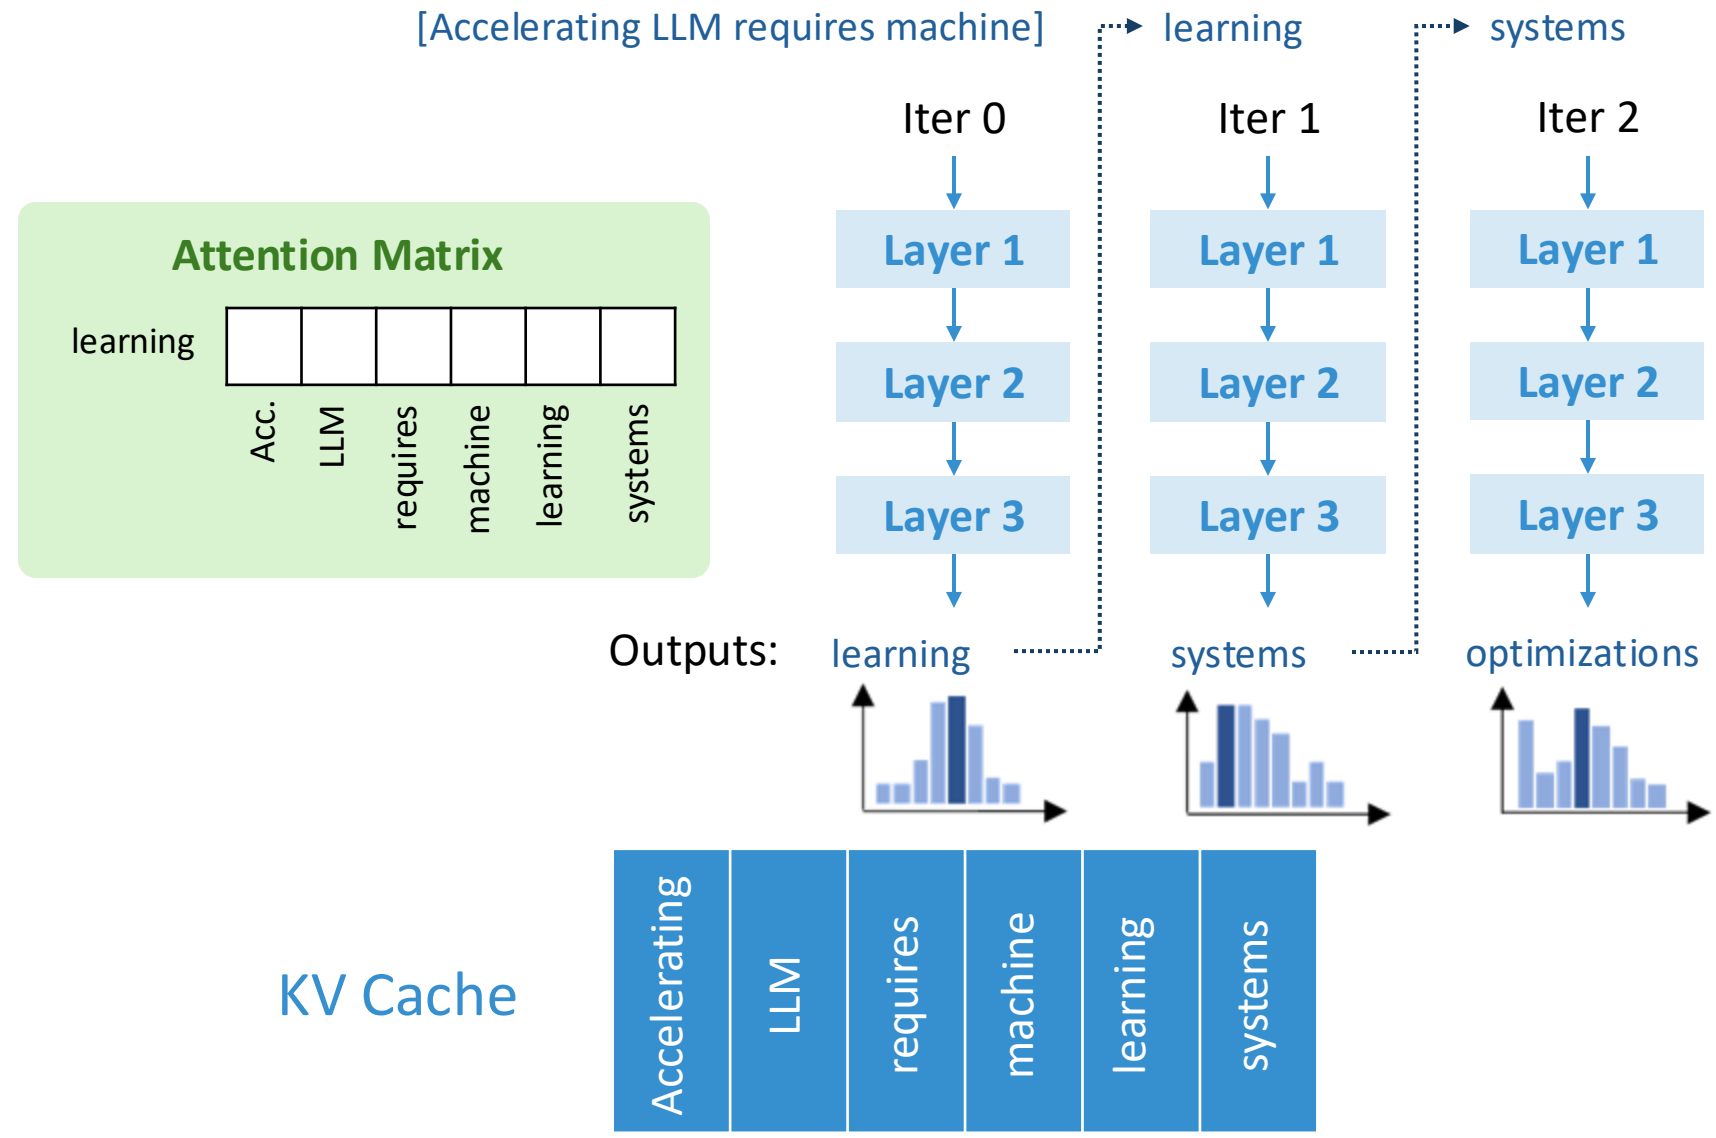 [Accelerating LLM requires machine]
learning
systems
Iter 0
Iter 1
Iter 2
Attention Matrix
learning
Acc.
LLM
requires
machine
learning
systems
Layer 1
Layer 1
Layer 1
Layer 2
Layer 2
Layer 2
Layer 3
Layer 3
Layer 3
Outputs:
learning
systems
optimizations
KV Cache
Accelerating
LLM
requires
machine
learning
systems